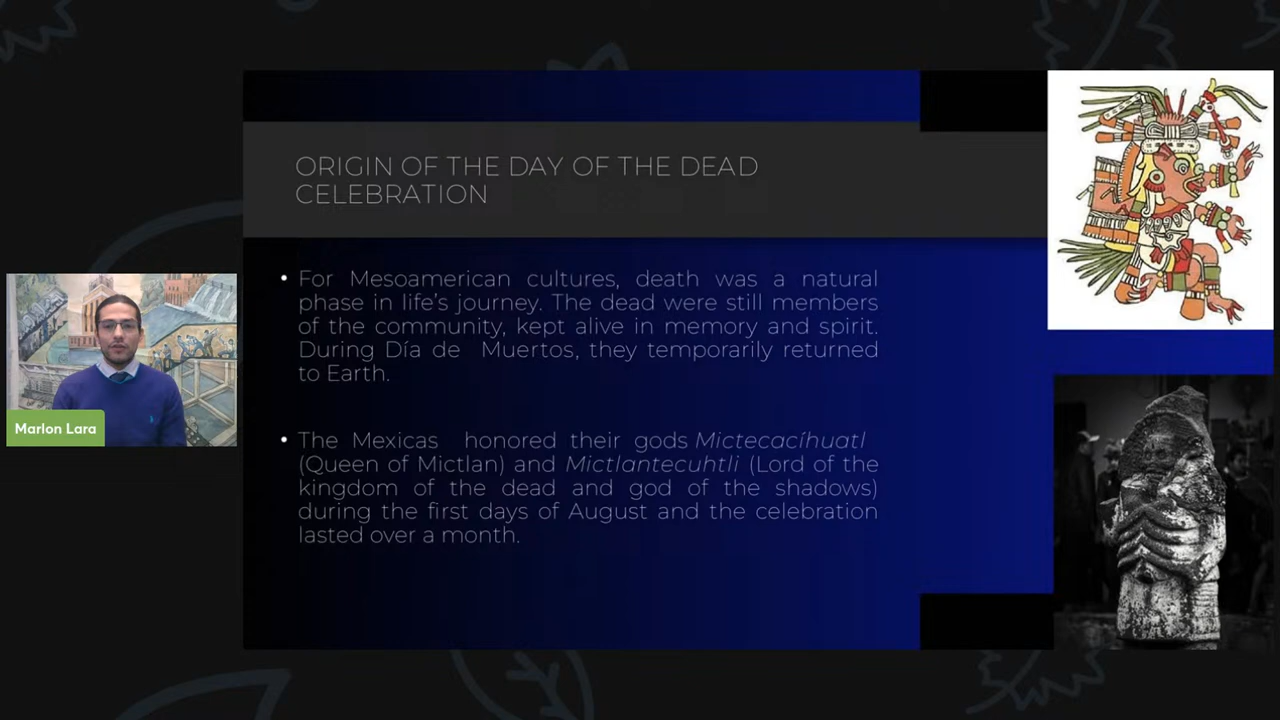 ORIGIN OF THE DAY OF THE DEAD
CELEBRATION
• For Mesoamerican cultures, death was a natural
phase in life's journey. The dead were still members
of the community, kept alive in memory and spirit.
During Día de Muertos, they temporarily returned
to Earth.
• The Mexicas honored their gods Mictecacíhuatl
(Queen of Mictlan) and Mictlantecuhtli (Lord of the
kingdom of the dead and god of the shadows)
during the first days of August and the celebration
lasted over a month.
Marlon Lara